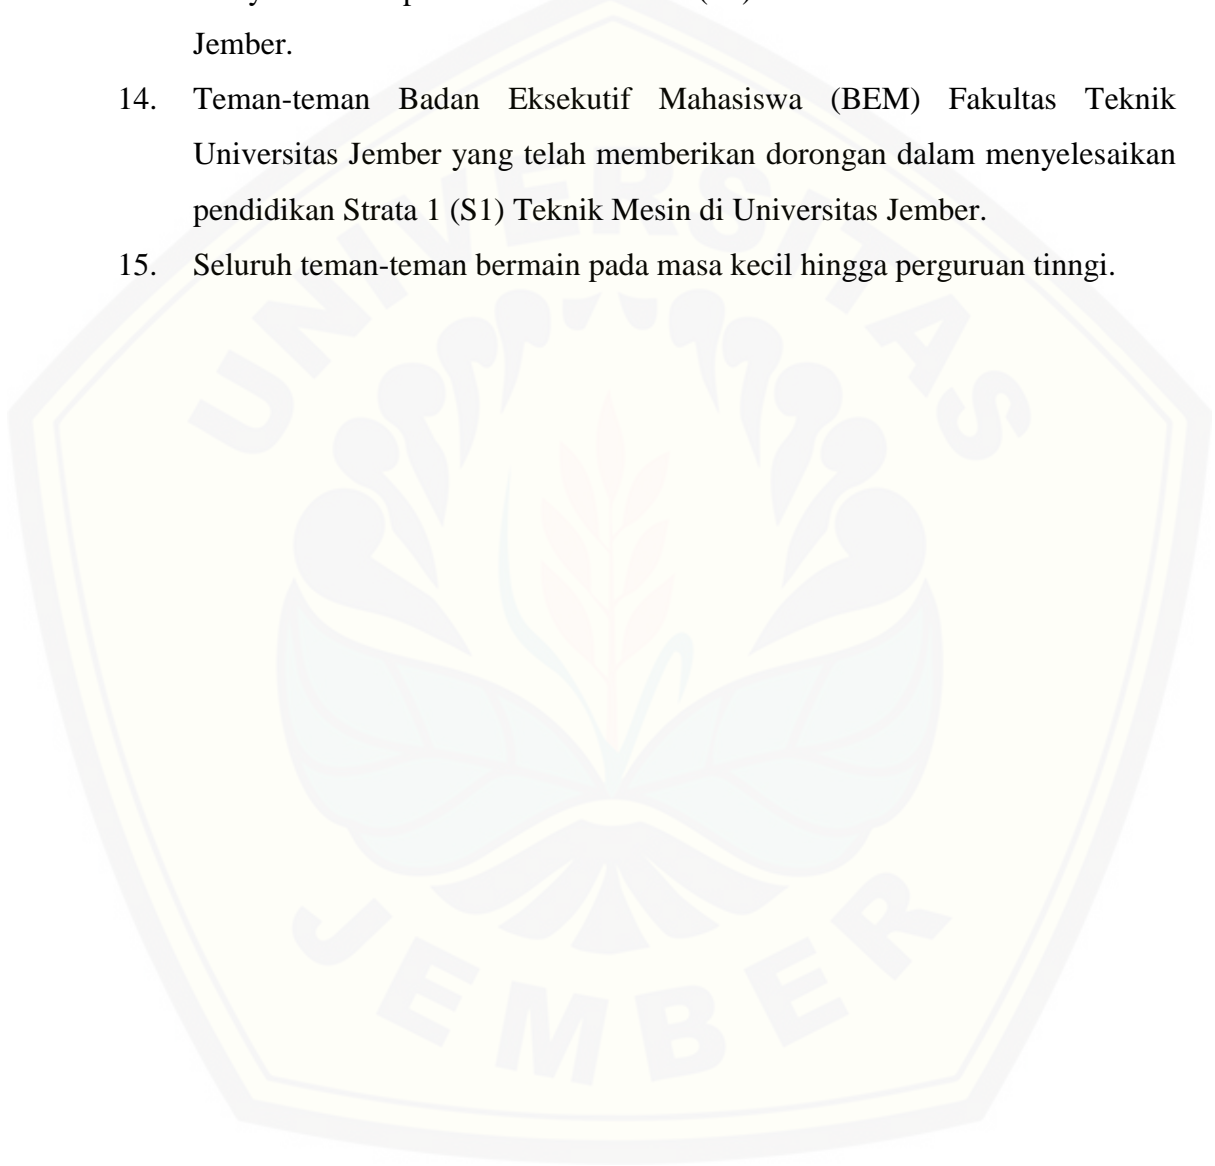 Jember.
14. Teman-teman Badan Eksekutif Mahasiswa (BEM) Fakultas Teknik
Universitas Jember yang telah memberikan dorongan dalam menyelesaikan
pendidikan Strata 1 (S1) Teknik Mesin di Universitas Jember.
15. Seluruh teman-teman bermain pada masa kecil hingga perguruan tinngi.
UNIVERSITAS
JEMBER